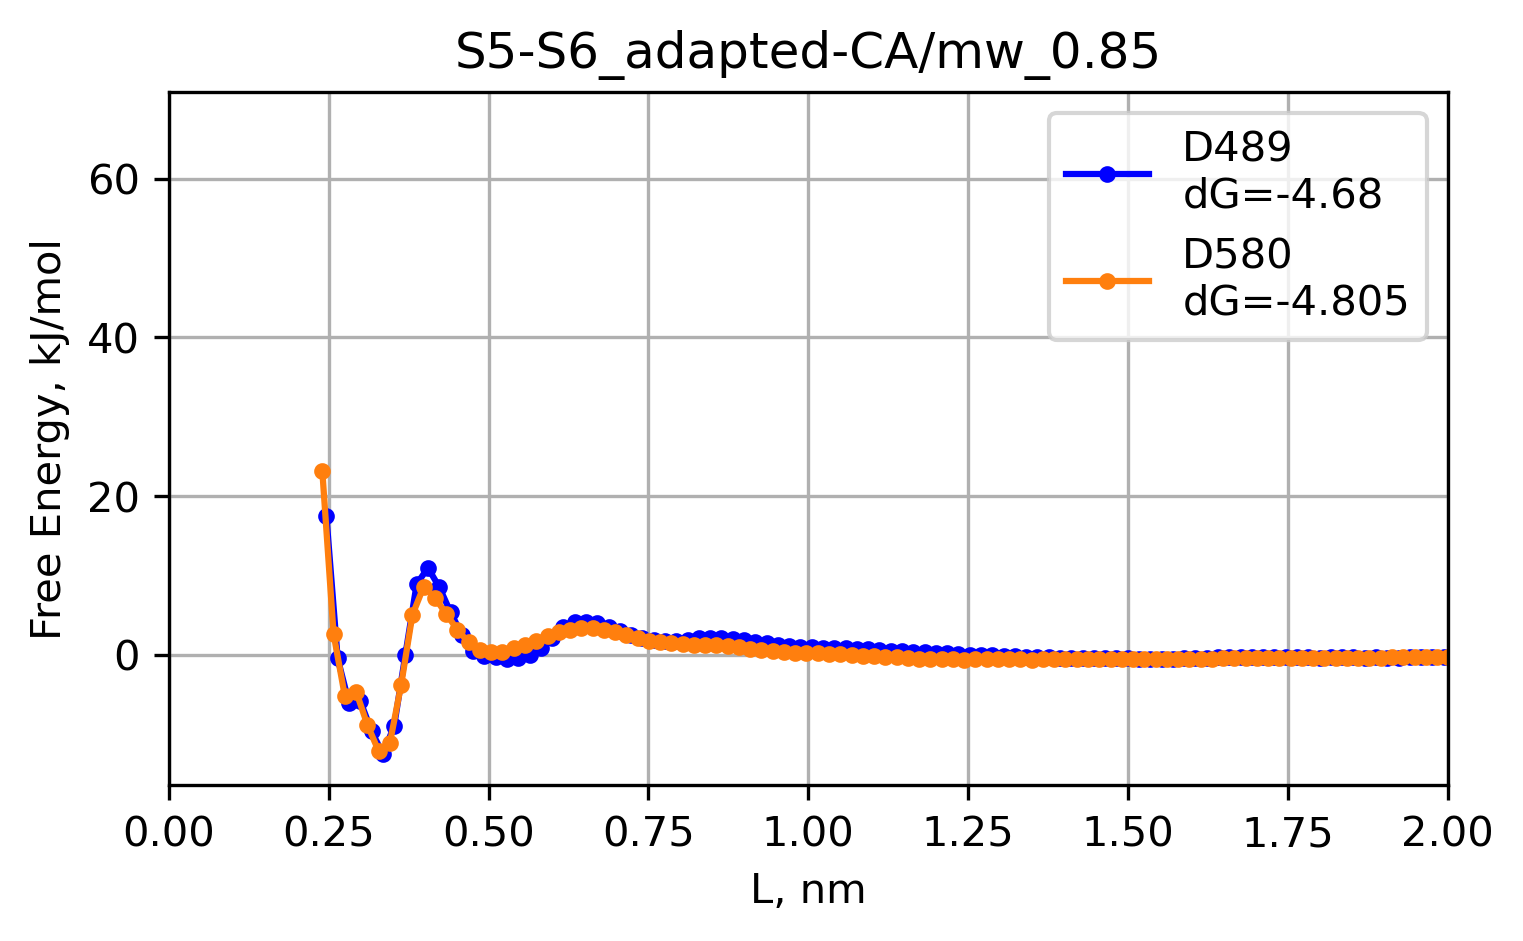 S5-S6_adapted-CA/mw_0.85
D489
dG=-4.68
D580
dG=-4.805
60
40
20
0
Free Energy, kJ/mol
0.00 0.25 0.50 0.75 1.00 1.25 1.50 1.75 2.00
L, nm